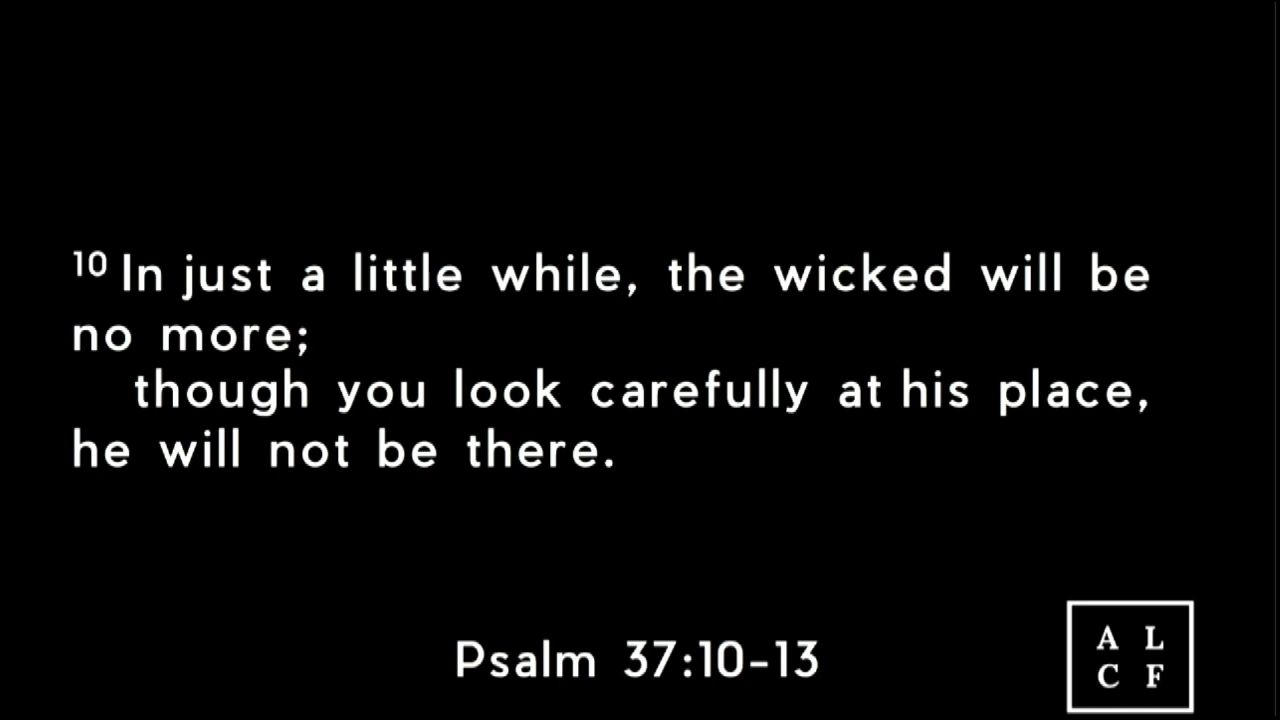 10 In just a little while, the wicked will be
no more;
though you look carefully at his place,
he will not be there.
Psalm 37:10-13
A L
C F